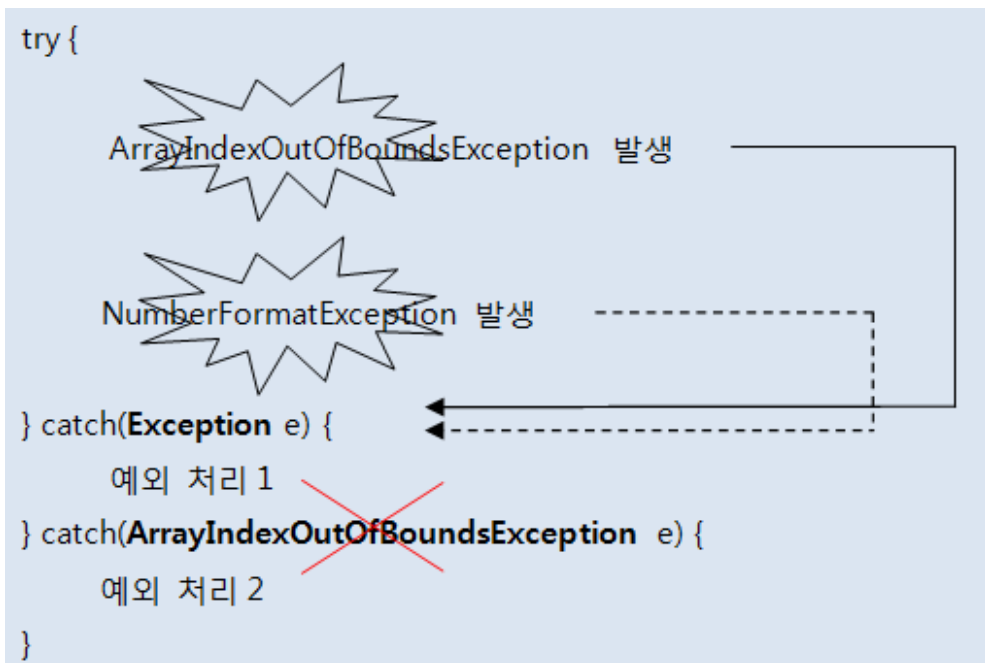 try {
ArrayIndexOutOfBoundsException 발생
NumberFormatException 발생
} catch(Exception e) {
예외 처리 1
} catch(ArrayIndexOutOfBoundsException e) {
예외 처리 2
}